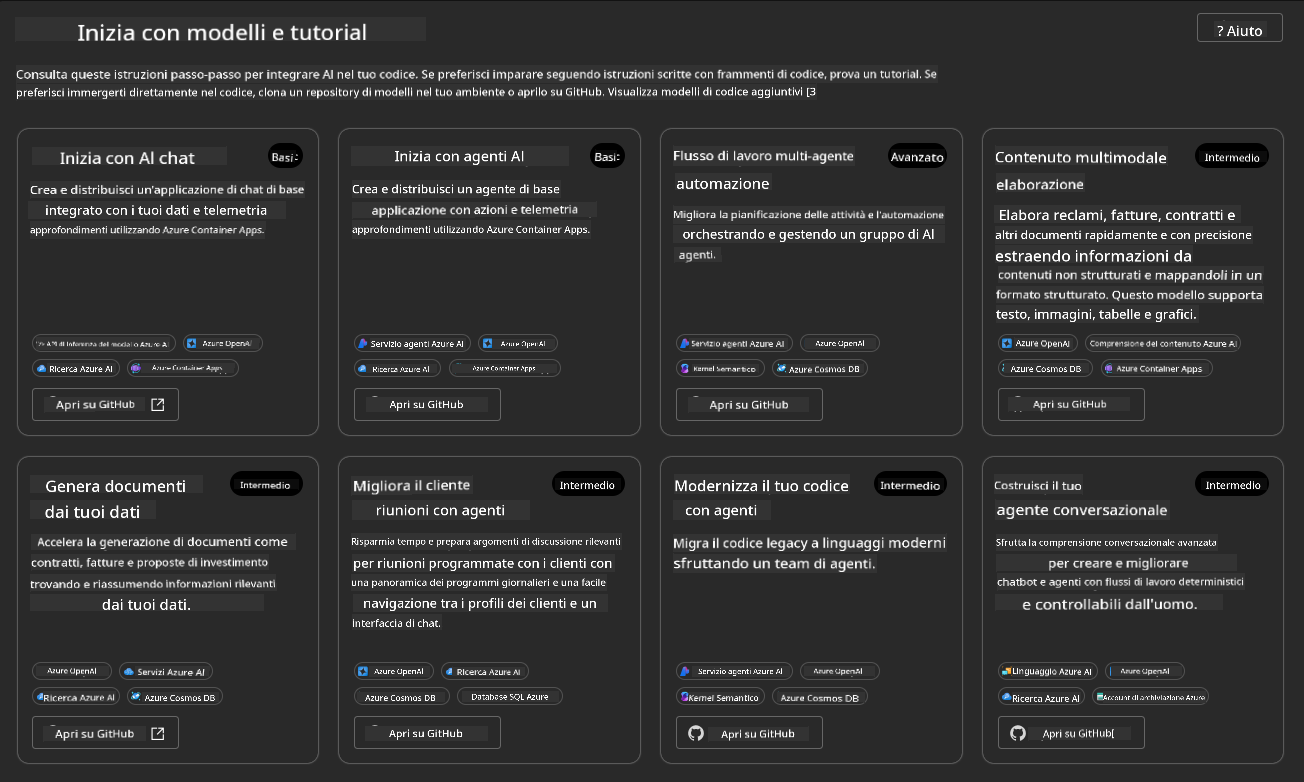 Inizia con modelli e tutorial
? Aiuto
Consulta queste istruzioni passo-passo per integrare AI nel tuo codice. Se preferisci imparare seguendo istruzioni scritte con frammenti di codice, prova un tutorial. Se
preferisci immergerti direttamente nel codice, clona un repository di modelli nel tuo ambiente o aprilo su GitHub. Visualizza modelli di codice aggiuntivi [3
Inizia con AI chat
Basi:
Crea e distribuisci un'applicazione di chat di base
integrato con i tuoi dati e telemetria
approfondimenti utilizzando Azure Container Apps.
API di Inferenza del modello Azure AI
Azure OpenAI
Ricerca Azure AI
Azure Container Apps
Apri su GitHub
Inizia con agenti AI
Basi:
Crea e distribuisci un agente di base
applicazione con azioni e telemetria
approfondimenti utilizzando Azure Container Apps.
Servizio agenti Azure AI
Azure OpenAI
Ricerca Azure AI
Azure Container Apps
Apri su GitHub
Flusso di lavoro multi-agente
Avanzato
automazione
Migliora la pianificazione delle attività e l'automazione
orchestrando e gestendo un gruppo di AI
agenti.
Servizio agenti Azure AI
Azure OpenAI
Kernel Semantico
Azure Cosmos DB
Apri su GitHub
Contenuto multimodale
Intermedio
elaborazione
Elabora reclami, fatture, contratti e
altri documenti rapidamente e con precisione
estraendo informazioni da
contenuti non strutturati e mappandoli in un
formato strutturato. Questo modello supporta
testo, immagini, tabelle e grafici.
Azure OpenAI
Comprensione del contenuto Azure AI
Azure Cosmos DB
Azure Container Apps
Apri su GitHub
Genera documenti
Intermedio
dai tuoi dati
Accelera la generazione di documenti come
contratti, fatture e proposte di investimento
trovando e riassumendo informazioni rilevanti
dai tuoi dati.
Azure OpenAI
Servizi Azure AI
Ricerca Azure AI
Azure Cosmos DB
Apri su GitHub
Migliora il cliente
Intermedio
riunioni con agenti
Risparmia tempo e prepara argomenti di discussione rilevanti
per riunioni programmate con i clienti con
una panoramica dei programmi giornalieri e una facile
navigazione tra i profili dei clienti e un
interfaccia di chat.
Azure OpenAI
Ricerca Azure AI
Azure Cosmos DB
Database SQL Azure
Apri su GitHub
Modernizza il tuo codice
Intermedio
con agenti
Migra il codice legacy a linguaggi moderni
sfruttando un team di agenti.
Servizio agenti Azure AI
Azure OpenAI
Kernel Semantico
Azure Cosmos DB
Apri su GitHub
Costruisci il tuo
Intermedio
agente conversazionale
Sfrutta la comprensione conversazionale avanzata
per creare e migliorare
chatbot e agenti con flussi di lavoro deterministici
e controllabili dall'uomo.
Linguaggio Azure AI
Azure OpenAI
Ricerca Azure AI
Account di archiviazione Azure
Apri su GitHub[